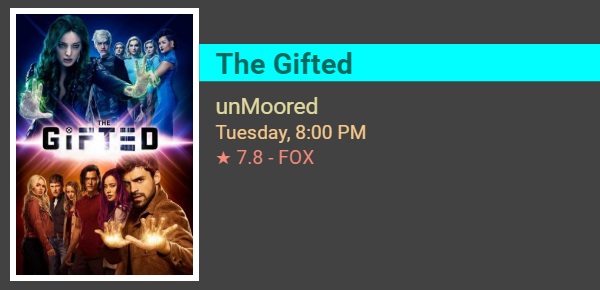 THE
GIFTED
The Gifted
unMoored
Tuesday, 8:00 PM
★ 7.8 - FOX